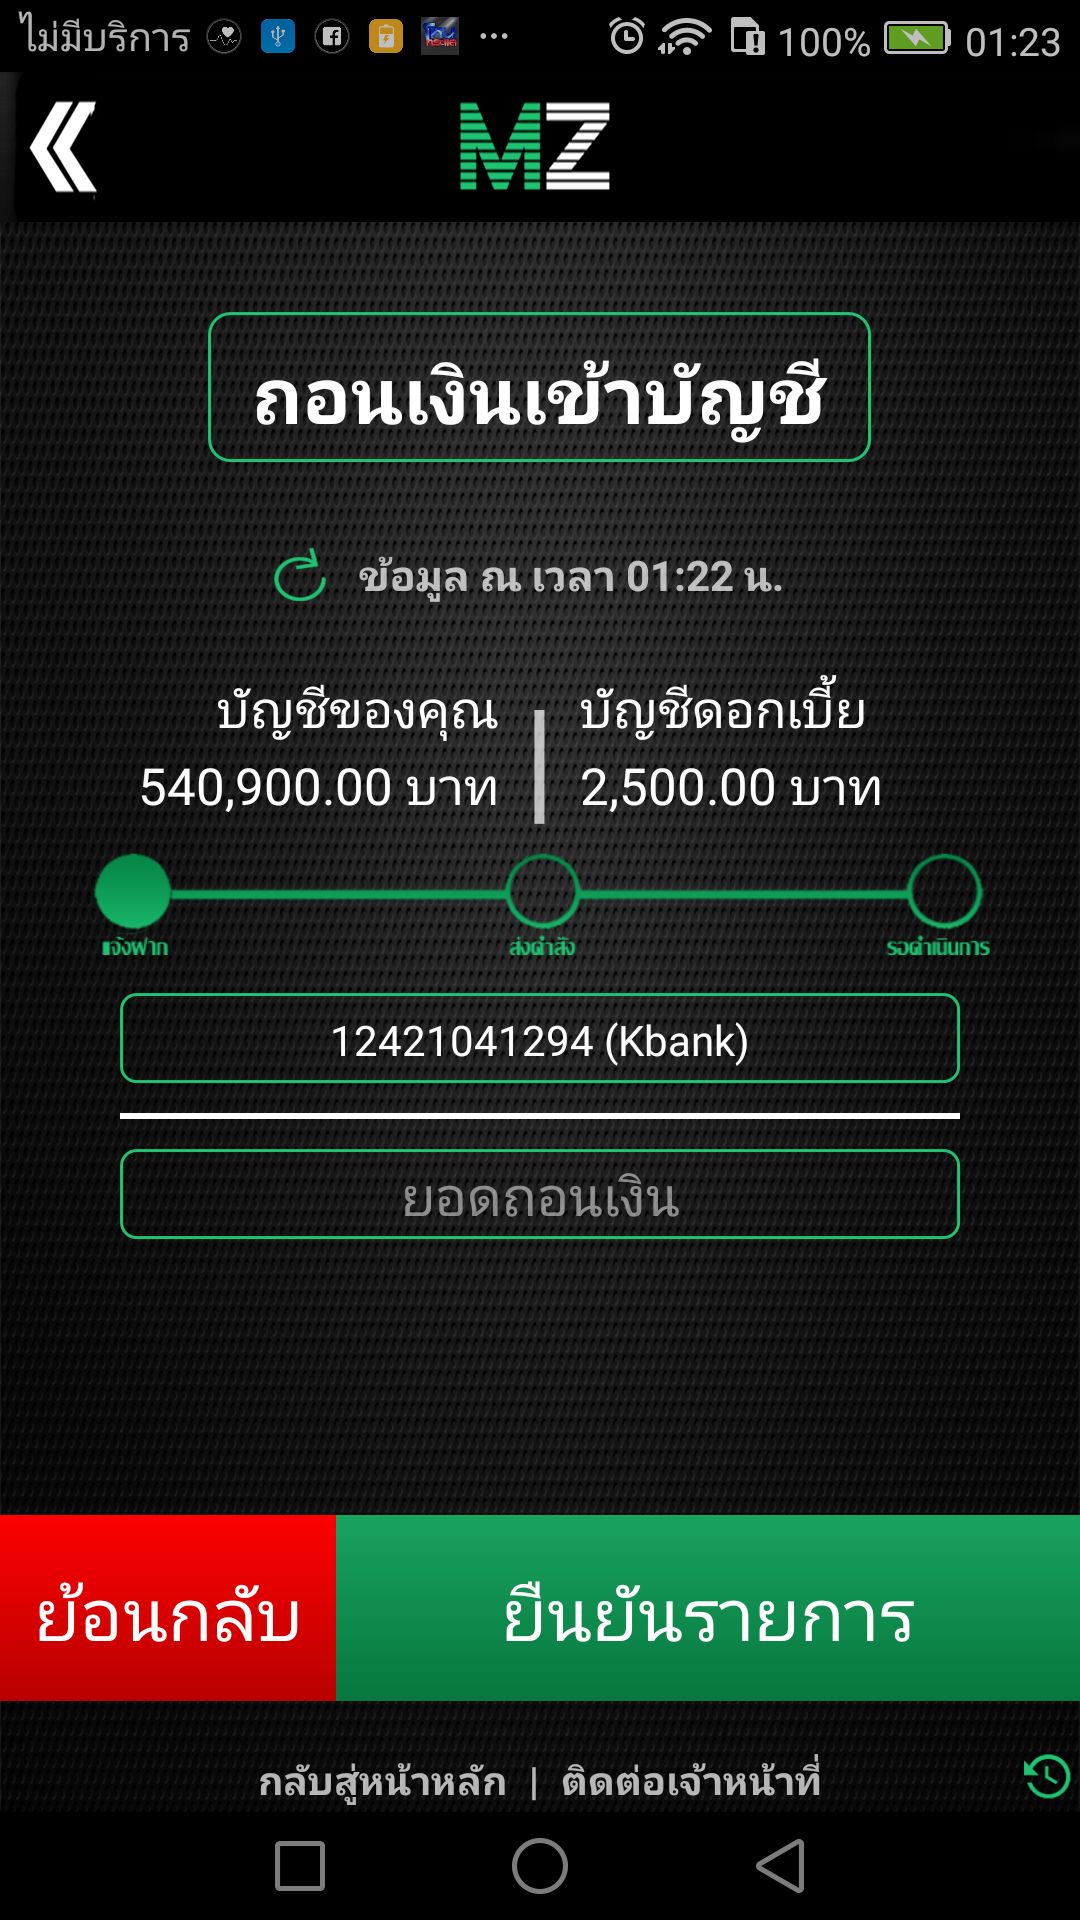 ไม่มีบริการ 100% 01:23
MZ
ถอนเงินเข้าบัญชี
ข้อมูล ณ เวลา 01:22 น.
บัญชีของคุณ บัญชีดอกเบี้ย
540,900.00 บาท 2,500.00 บาท
แจ้งฟาก ส่งคำสั่ง รอดำเนินการ
12421041294 (Kbank)
ยอดถอนเงิน
ย้อนกลับ ยืนยันรายการ
กลับสู่หน้าหลัก | ติดต่อเจ้าหน้าที่